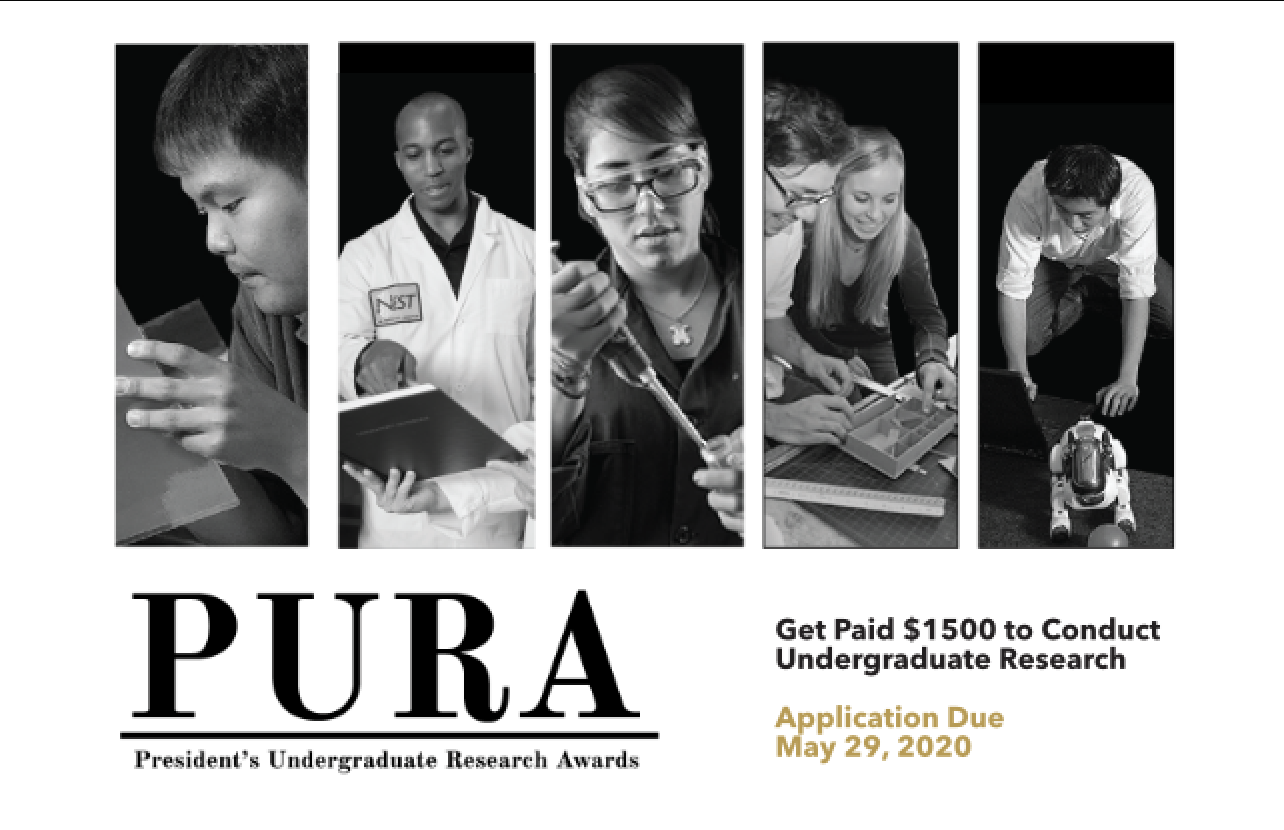 NIST
PURA
President's Undergraduate Research Awards
Get Paid $1500 to Conduct
Undergraduate Research
Application Due
May 29, 2020